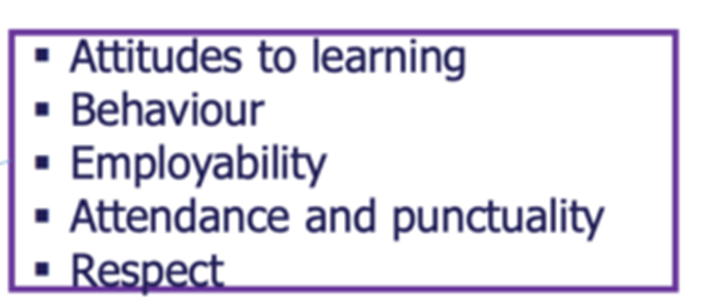 ▪ Attitudes to learning
▪ Behaviour
▪ Employability
▪ Attendance and punctuality
▪ Respect